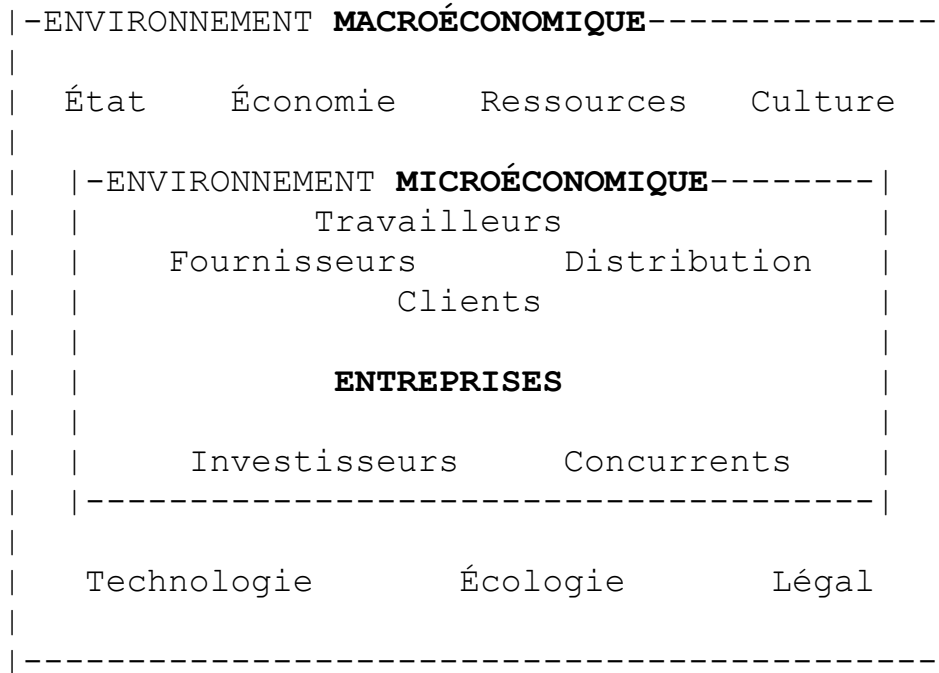 |-ENVIRONNEMENT MACROÉCONOMIQUE--------------
|
| État Économie Ressources Culture
|
| |-ENVIRONNEMENT MICROÉCONOMIQUE--------|
| | Travailleurs |
| | Fournisseurs Distribution |
| | Clients |
| | |
| | ENTREPRISES |
| | |
| | Investisseurs Concurrents |
| |--------------------------------------|
|
| Technologie Écologie Légal
|
|--------------------------------------------